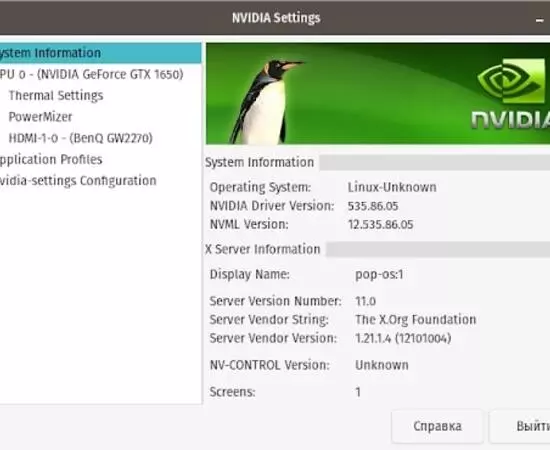 NVIDIA Settings
ystem Information
PU 0 - (NVIDIA GeForce GTX 1650)
Thermal Settings
PowerMizer
HDMI-1-0 - (BenQ GW2270)
pplication Profiles
vidia-settings Configuration
NVIDIA
System Information
Operating System: Linux-Unknown
NVIDIA Driver Version: 535.86.05
NVML Version: 12.535.86.05
X Server Information
Display Name: pop-os:1
Server Version Number: 11.0
Server Vendor String: The X.Org Foundation
Server Vendor Version: 1.21.1.4 (12101004)
NV-CONTROL Version: Unknown
Screens: 1
Справка
Выйти